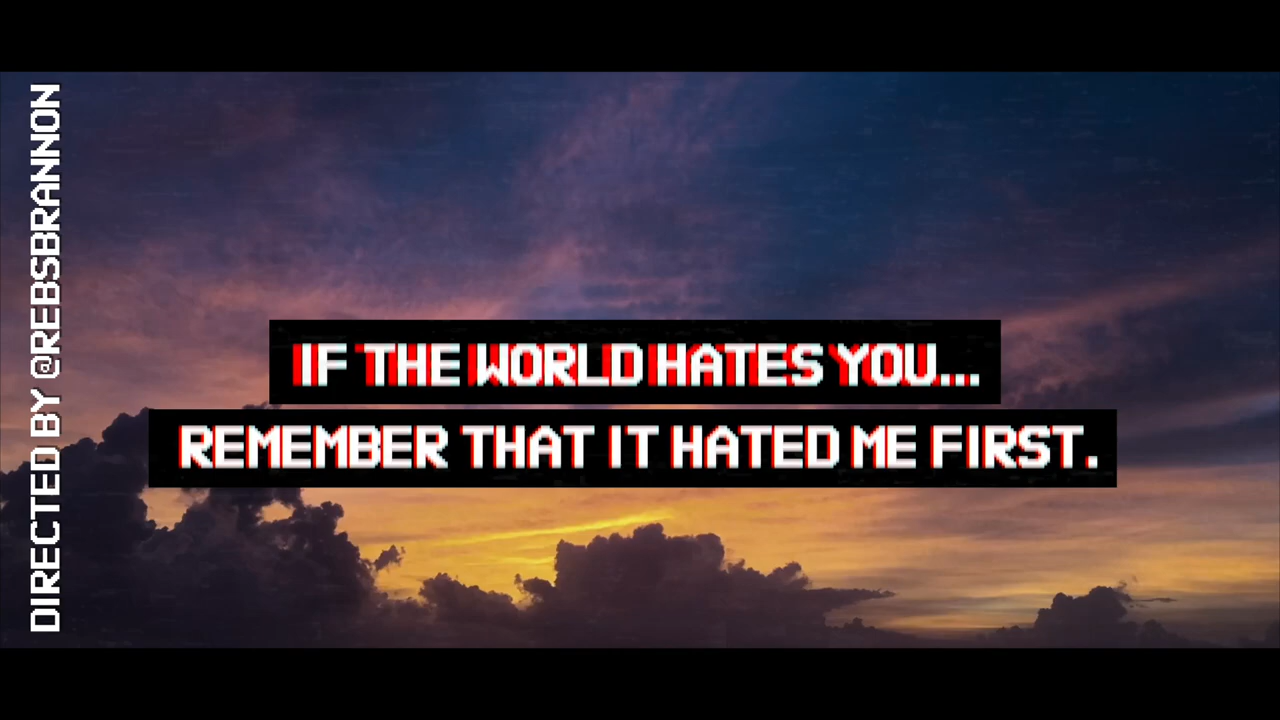 DIRECTED BY @REBSBRANNON
IF THE WORLD HATES YOU...
REMEMBER THAT IT HATED ME FIRST.